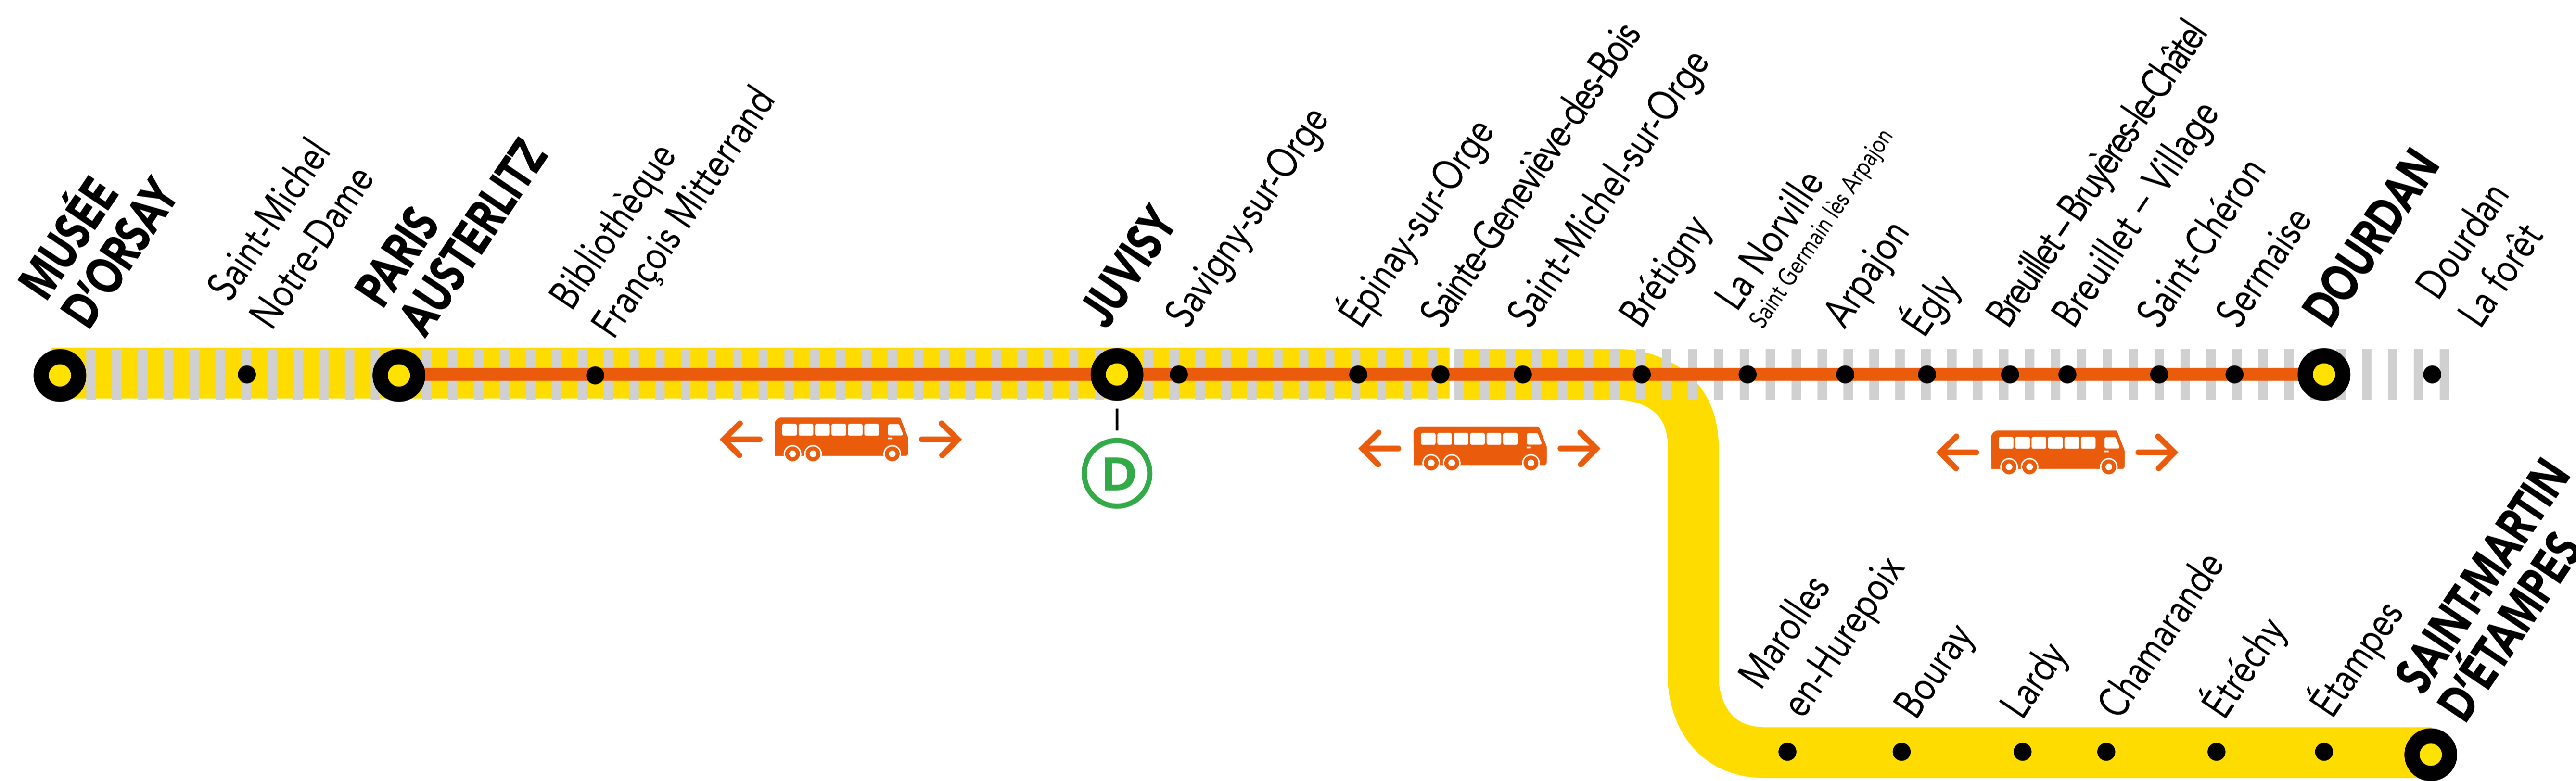 MUSÉE
D'ORSAY
Saint-Michel
Notre-Dame
PARIS
AUSTERLITZ
Bibliothèque
François Mitterrand
JUVISY
Savigny-sur-Orge
Épinay-sur-Orge
Sainte-Geneviève-des-Bois
Saint-Michel-sur-Orge
Brétigny
La Norville
Saint Germain lès Arpajon
Arpajon
Égly
Breuillet – Bruyères-le-Châtel
Breuillet – Village
Saint-Chéron
Sermaise
DOURDAN
Dourdan
La forêt
D
Marolles
en-Hurepoix
Bouray
Lardy
Chamarande
Étréchy
Étampes
SAINT-MARTIN
D'ÉTAMPES